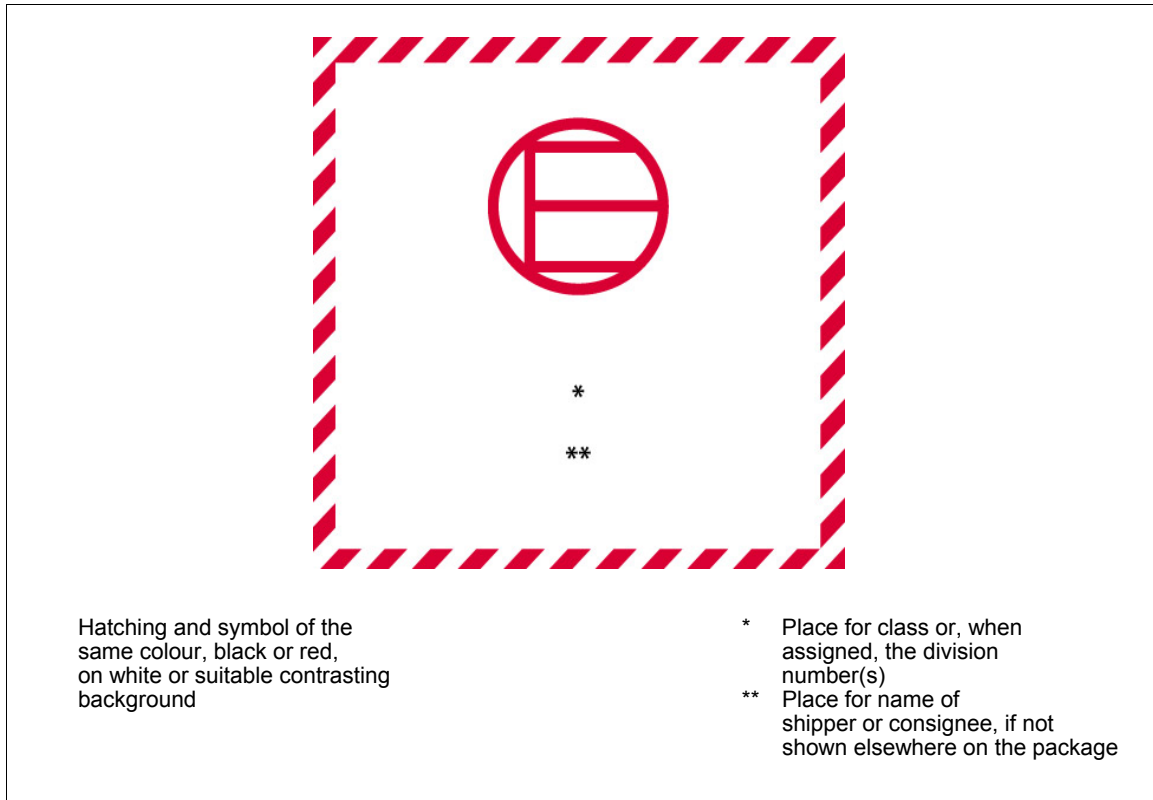 E
*
**
Hatching and symbol of the
same colour, black or red,
on white or suitable contrasting
background
* Place for class or, when
assigned, the division
number(s)
** Place for name of
shipper or consignee, if not
shown elsewhere on the package